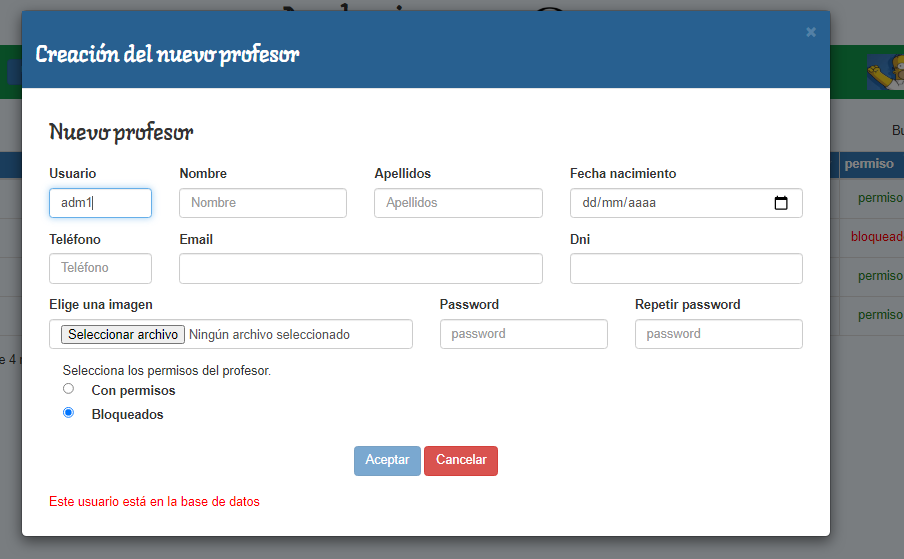 ×
Creación del nuevo profesor
Nuevo profesor
Usuario Nombre Apellidos Fecha nacimiento
adm1 Nombre Apellidos dd/mm/aaaa
Teléfono Email Dni
Teléfono
Elige una imagen Password Repetir password
Seleccionar archivo Ningún archivo seleccionado password password
Selecciona los permisos del profesor.
Con permisos
Bloqueados
Aceptar Cancelar
Este usuario está en la base de datos
permiso
permiso
bloquead
permiso
permiso
e 4